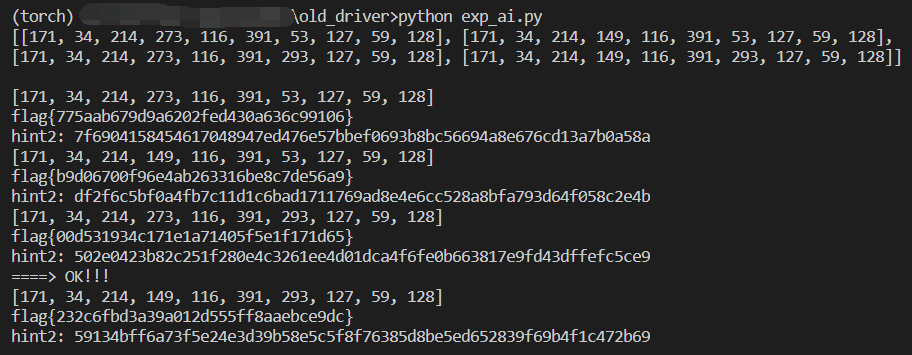 (torch) \old_driver>python exp_ai.py
[[171, 34, 214, 273, 116, 391, 53, 127, 59, 128], [171, 34, 214, 149, 116, 391, 53, 127, 59, 128],
[171, 34, 214, 273, 116, 391, 293, 127, 59, 128], [171, 34, 214, 149, 116, 391, 293, 127, 59, 128]]
[171, 34, 214, 273, 116, 391, 53, 127, 59, 128]
flag{775aab679d9a6202fed430a636c99106}
hint2: 7f6904158454617048947ed476e57bbef0693b8bc56694a8e676cd13a7b0a58a
[171, 34, 214, 149, 116, 391, 53, 127, 59, 128]
flag{b9d06700f96e4ab263316be8c7de56a9}
hint2: df2f6c5bf0a4fb7c11d1c6bad1711769ad8e4e6cc528a8bfa793d64f058c2e4b
[171, 34, 214, 273, 116, 391, 293, 127, 59, 128]
flag{00d531934c171e1a71405f5e1f171d65}
hint2: 502e0423b82c251f280e4c3261ee4d01dca4f6fe0b663817e9fd43dffefc5ce9
====> OK!!!
[171, 34, 214, 149, 116, 391, 293, 127, 59, 128]
flag{232c6fbd3a39a012d555ff8aaebce9dc}
hint2: 59134bff6a73f5e24e3d39b58e5c5f8f76385d8be5ed652839f69b4f1c472b69